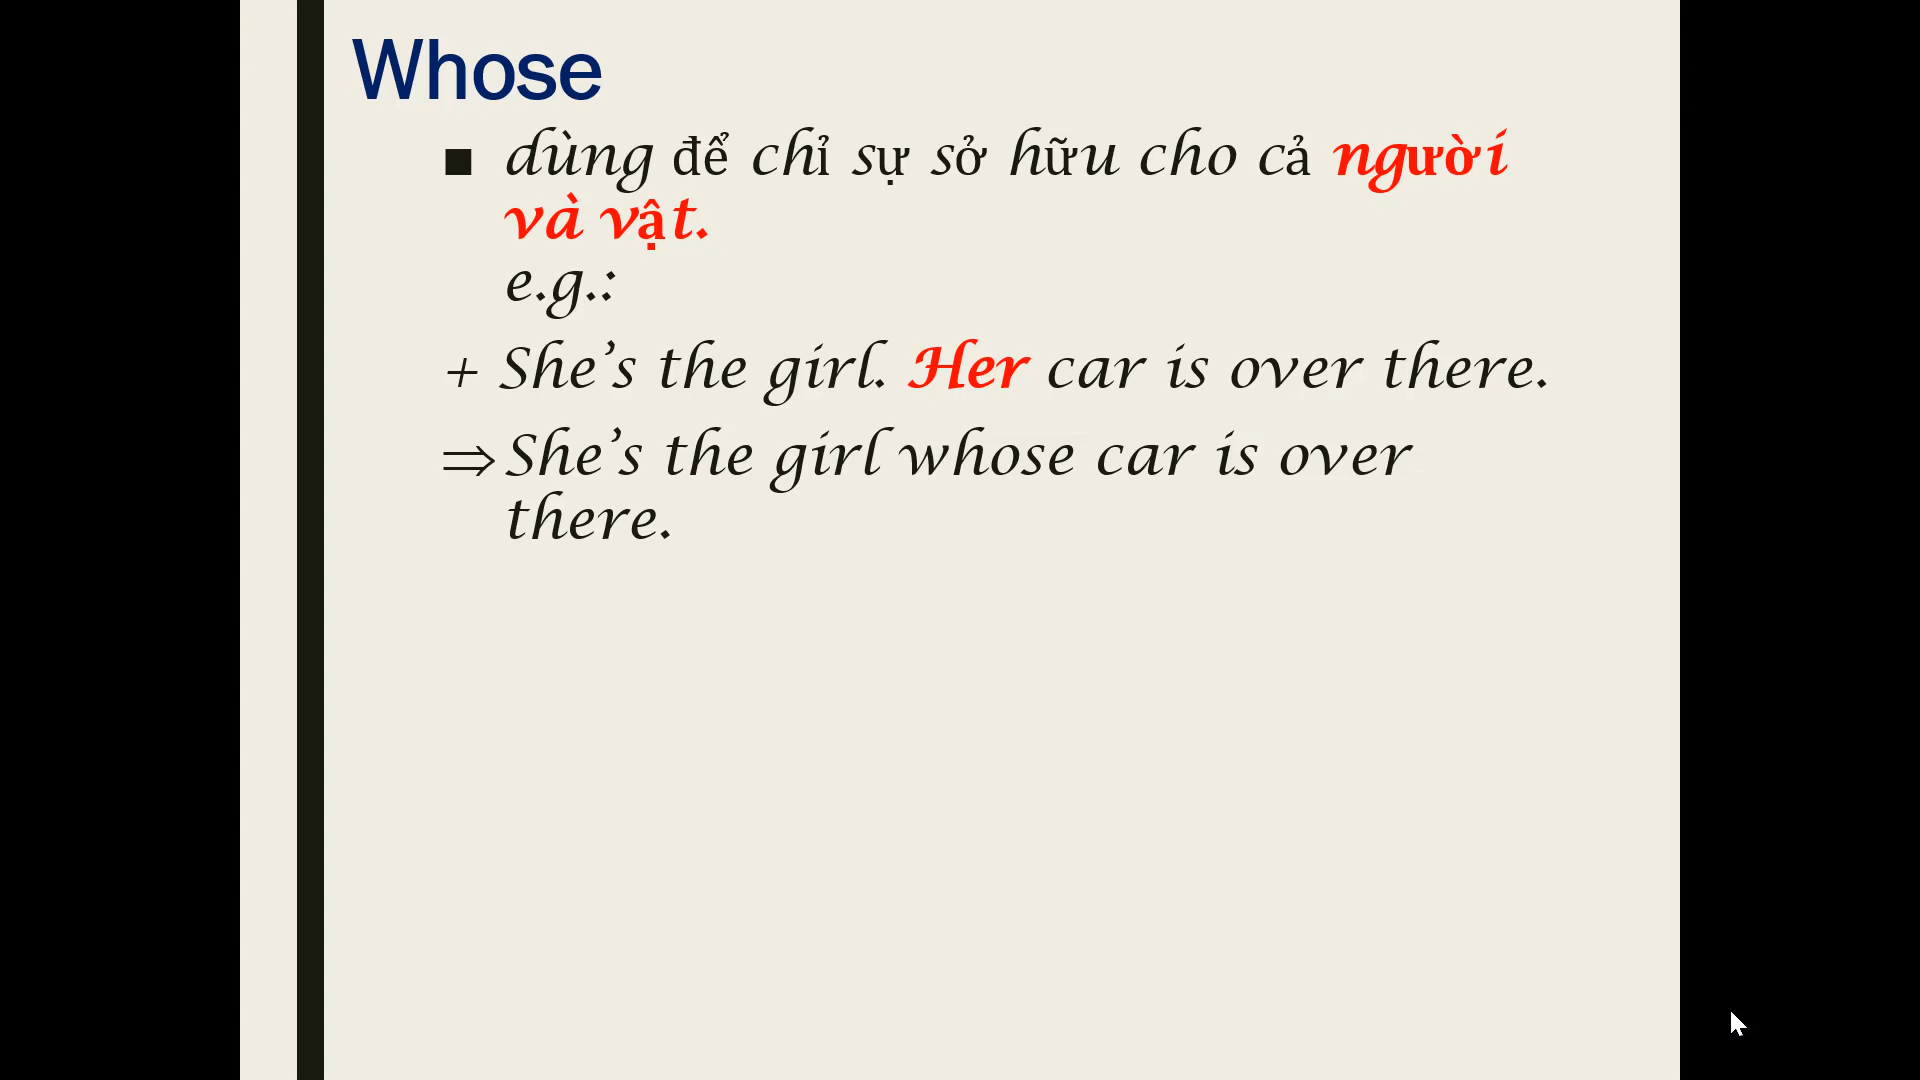 Whose
▪ dùng để chỉ sự sở hữu cho cả người
và vật.
e.g.:
+ She’s the girl. Her car is over there.
⇒She’s the girl whose car is over
there.